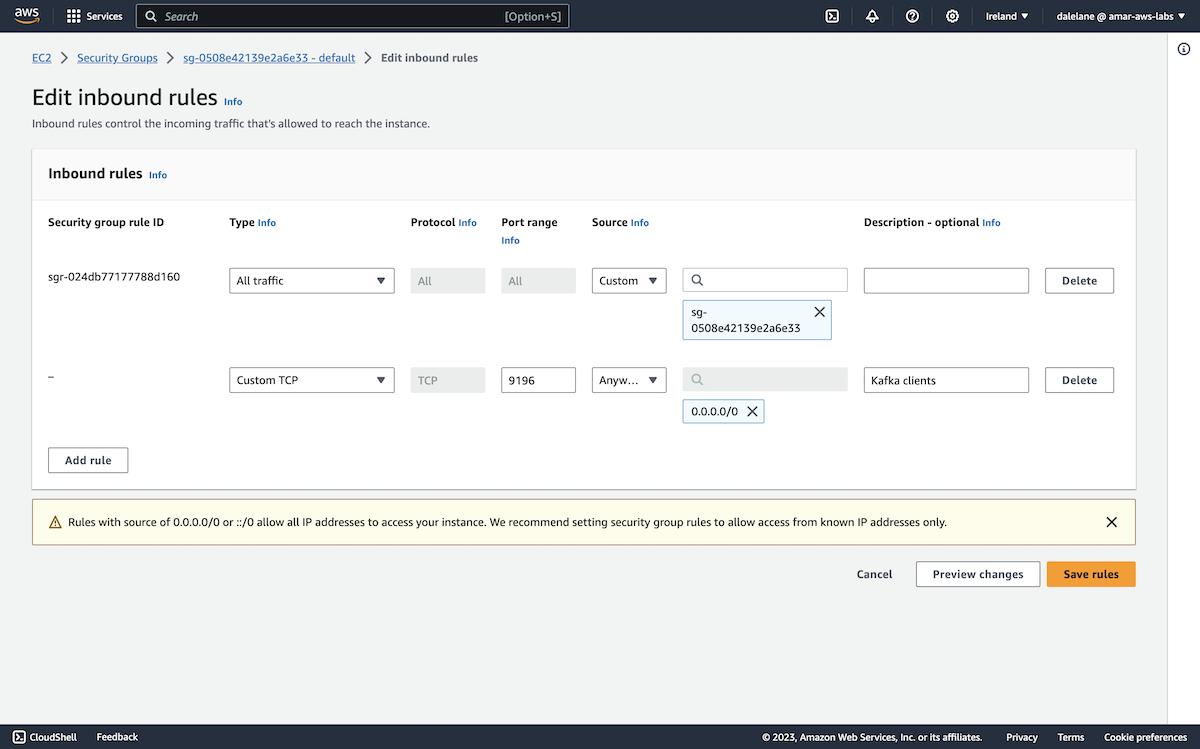 aws
Services
Search
[Option+S]
Ireland ▼
dalelane @ amar-aws-labs ▼
EC2 > Security Groups > sg-0508e42139e2a6e33 - default > Edit inbound rules
Edit inbound rules Info
Inbound rules control the incoming traffic that's allowed to reach the instance.
Inbound rules Info
Security group rule ID
Type Info
Protocol Info
Port range
Info
Source Info
Description - optional Info
sgr-024db77177788d160
All traffic
All
All
Custom
Delete
sg-
0508e42139e2a6e33
–
Custom TCP
TCP
9196
Anyw...
Kafka clients
Delete
0.0.0.0/0
Add rule
Rules with source of 0.0.0.0/0 or ::/0 allow all IP addresses to access your instance. We recommend setting security group rules to allow access from known IP addresses only.
Cancel
Preview changes
Save rules
CloudShell
Feedback
© 2023, Amazon Web Services, Inc. or its affiliates.
Privacy
Terms
Cookie preferences